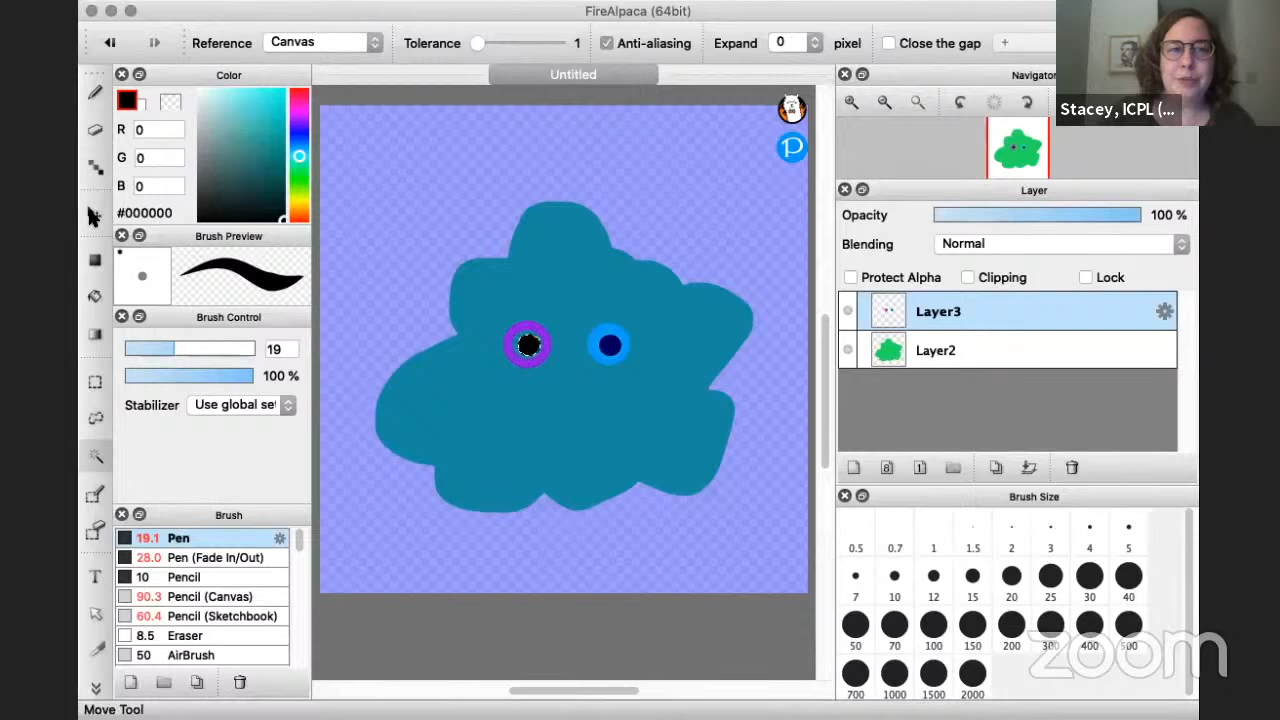 FireAlpaca (64bit)
Reference Canvas Tolerance 1 Anti-aliasing Expand 0 pixel Close the gap +
Color
R 0
G 0
B 0
#000000
Brush Preview
Brush Control
19
100 %
Stabilizer Use global set
Brush
19.1 Pen
28.0 Pen (Fade In/Out)
10 Pencil
90.3 Pencil (Canvas)
60.4 Pencil (Sketchbook)
8.5 Eraser
50 AirBrush
Move Tool
Untitled
P
Navigator
Stacey, ICPL (...
Layer
Opacity 100 %
Blending Normal
Protect Alpha Clipping Lock
Layer3
Layer2
8 1
Brush Size
0.5 0.7 1 1.5 2 3 4 5
7 10 12 15 20 25 30 40
50 70 100 150 200 300 400 500
700 1000 1500 2000
zoom
T